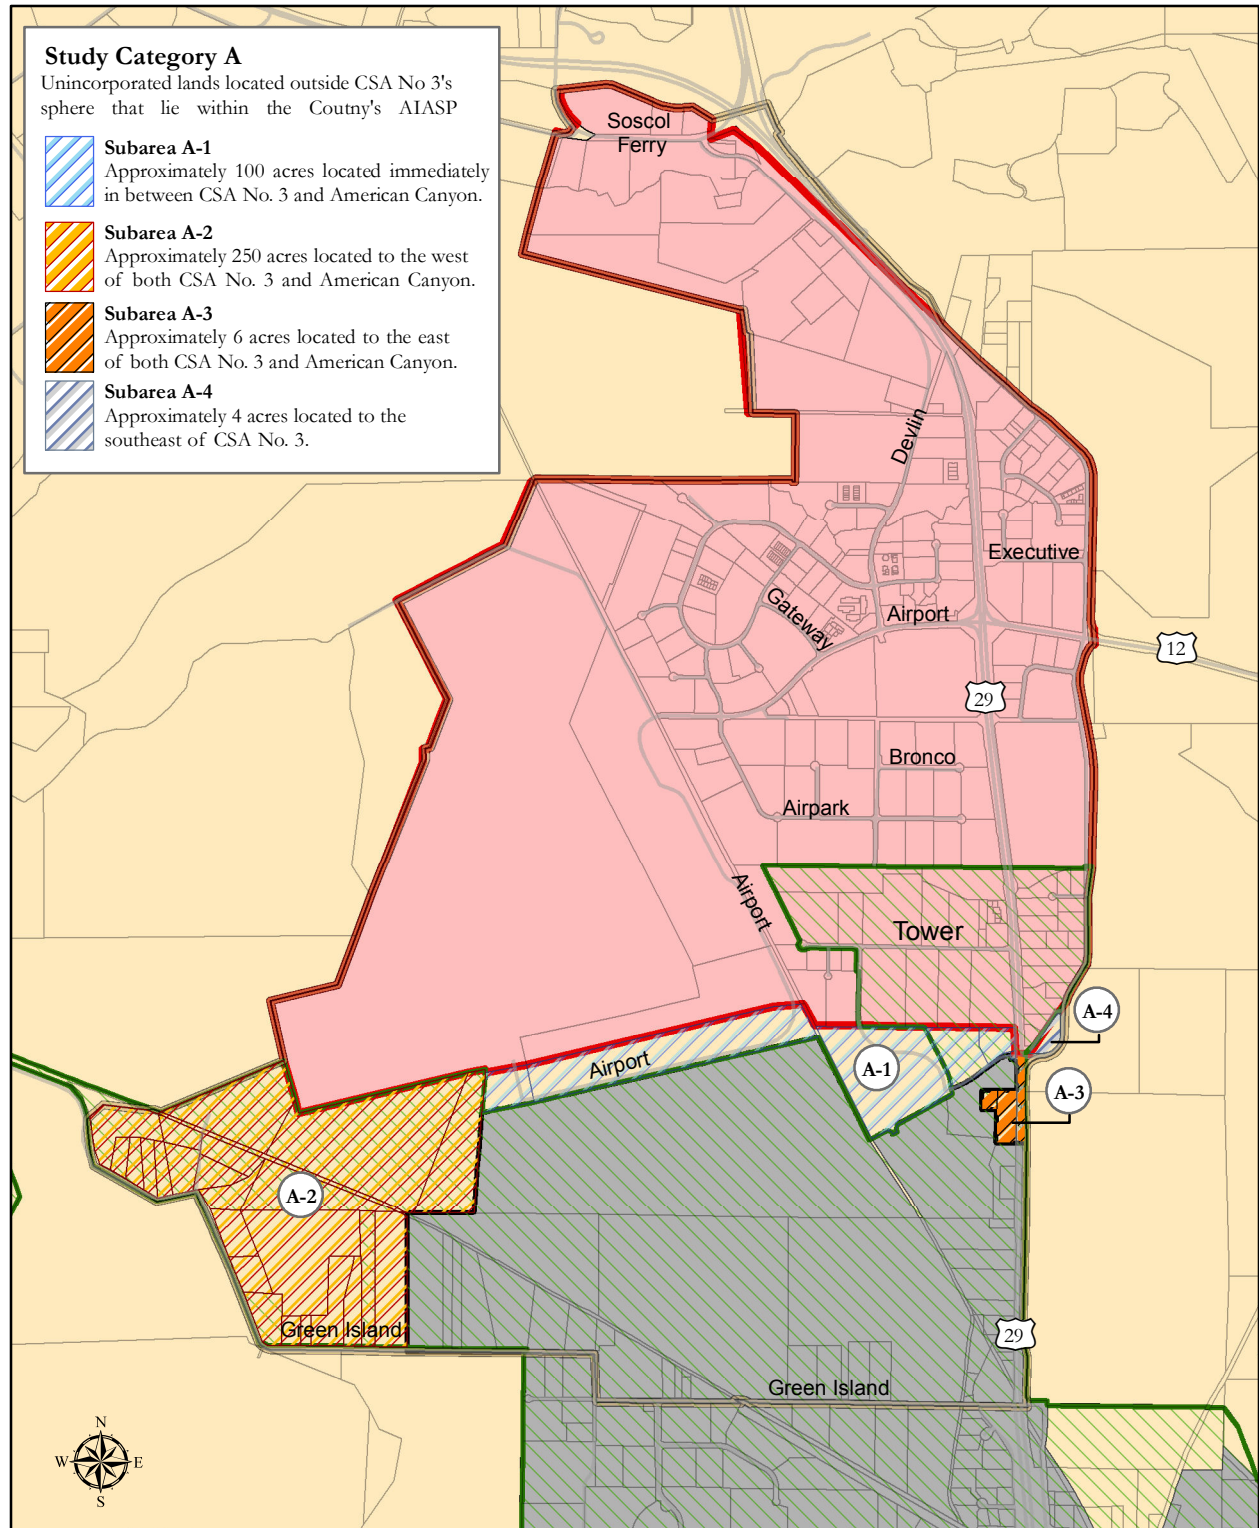 Study Category A
Unincorporated lands located outside CSA No 3's
sphere that lie within the Coutny's AIASP
Subarea A-1
Approximately 100 acres located immediately
in between CSA No. 3 and American Canyon.
Subarea A-2
Approximately 250 acres located to the west
of both CSA No. 3 and American Canyon.
Subarea A-3
Approximately 6 acres located to the east
of both CSA No. 3 and American Canyon.
Subarea A-4
Approximately 4 acres located to the
southeast of CSA No. 3.
Soscol
Ferry
Devlin
Executive
Gateway
Airport
12
29
Bronco
Airpark
Airport
Tower
A-4
Airport
A-1
A-3
A-2
Green Island
29
Green Island
N
W
E
S